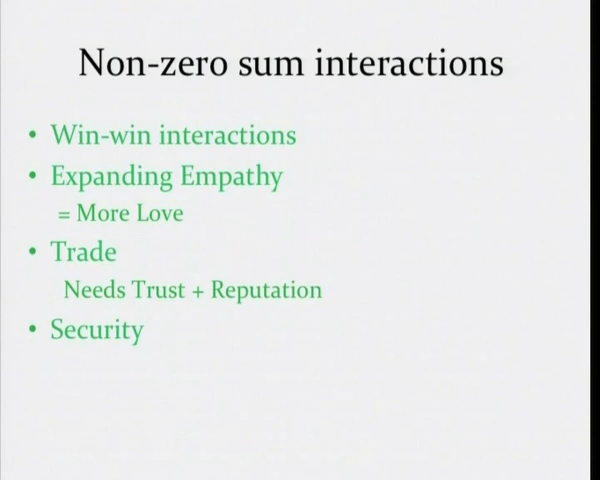 Non-zero sum interactions
• Win-win interactions
• Expanding Empathy
= More Love
• Trade
Needs Trust + Reputation
• Security